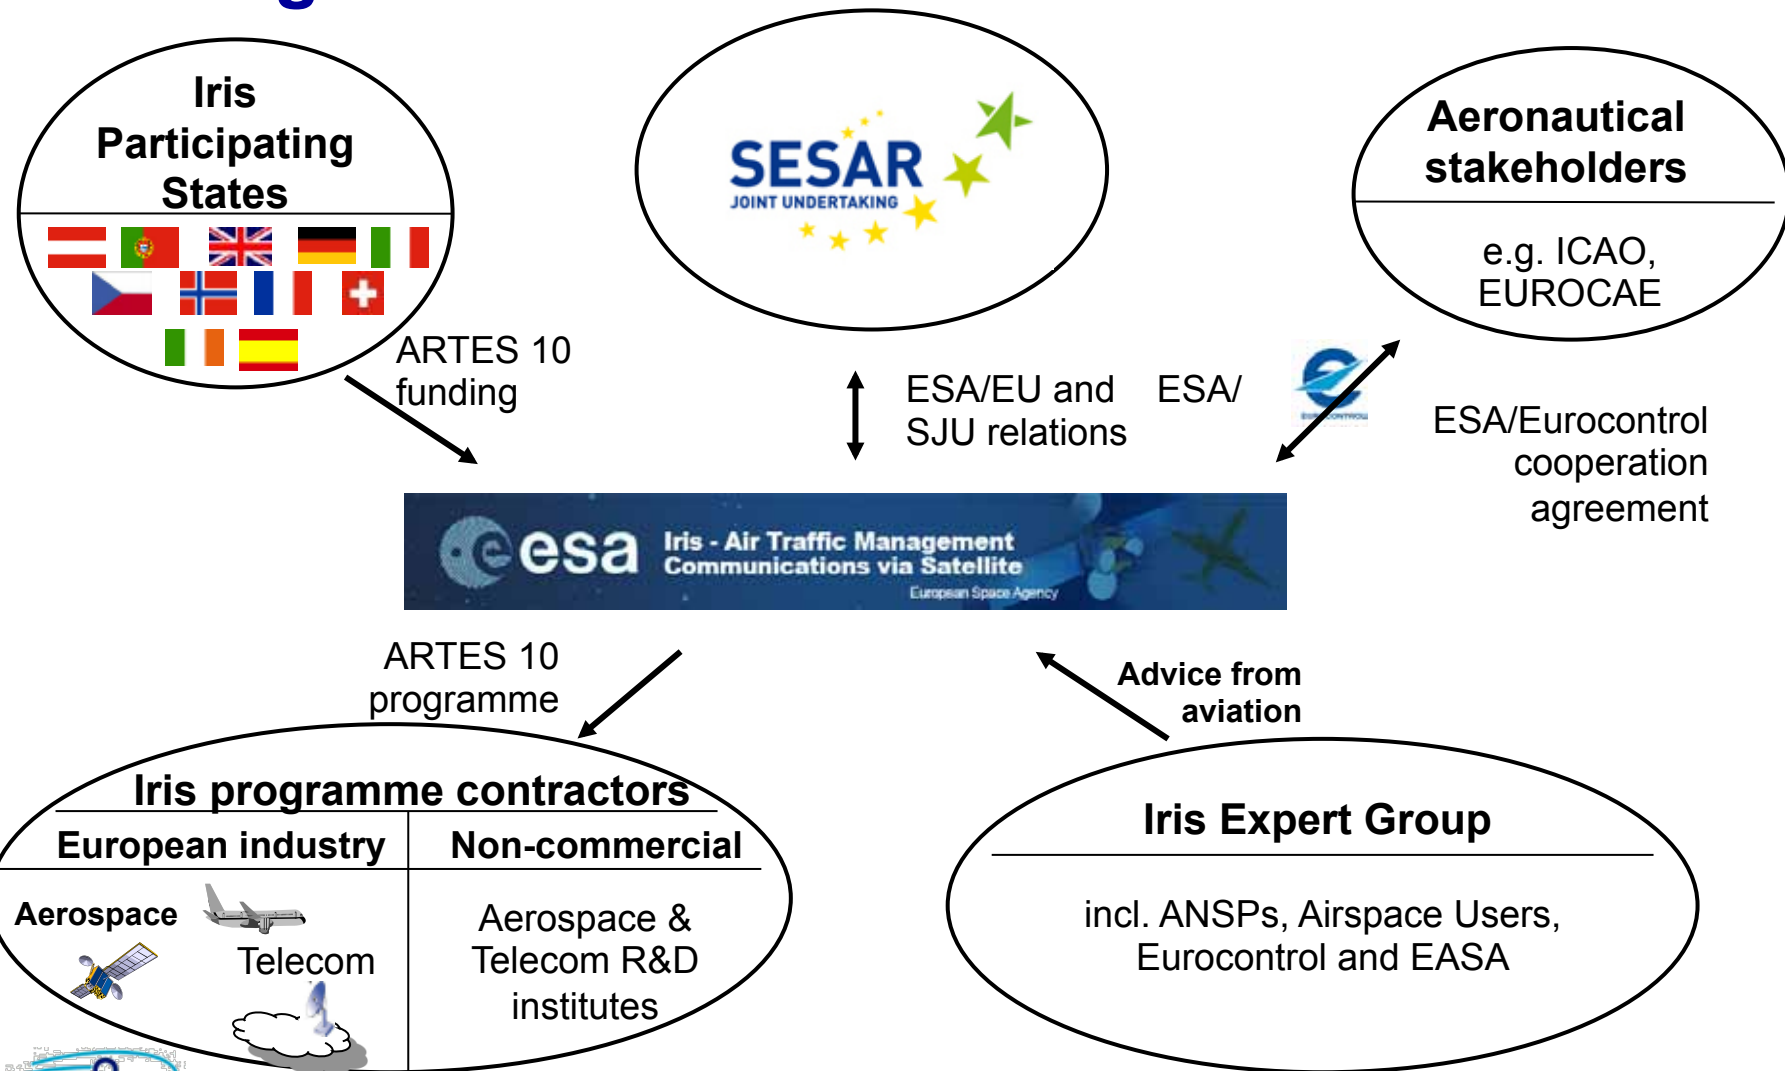 Iris
Participating
States
SESAR
JOINT UNDERTAKING
Aeronautical
stakeholders
e.g. ICAO,
EUROCAE
ARTES 10
funding
ESA/EU and ESA/
SJU relations
ESA/Eurocontrol
cooperation
agreement
esa
Iris - Air Traffic Management
Communications via Satellite
European Space Agency
ARTES 10
programme
Advice from
aviation
Iris programme contractors
European industry
Non-commercial
Aerospace
Telecom
Aerospace &
Telecom R&D
institutes
Iris Expert Group
incl. ANSPs, Airspace Users,
Eurocontrol and EASA